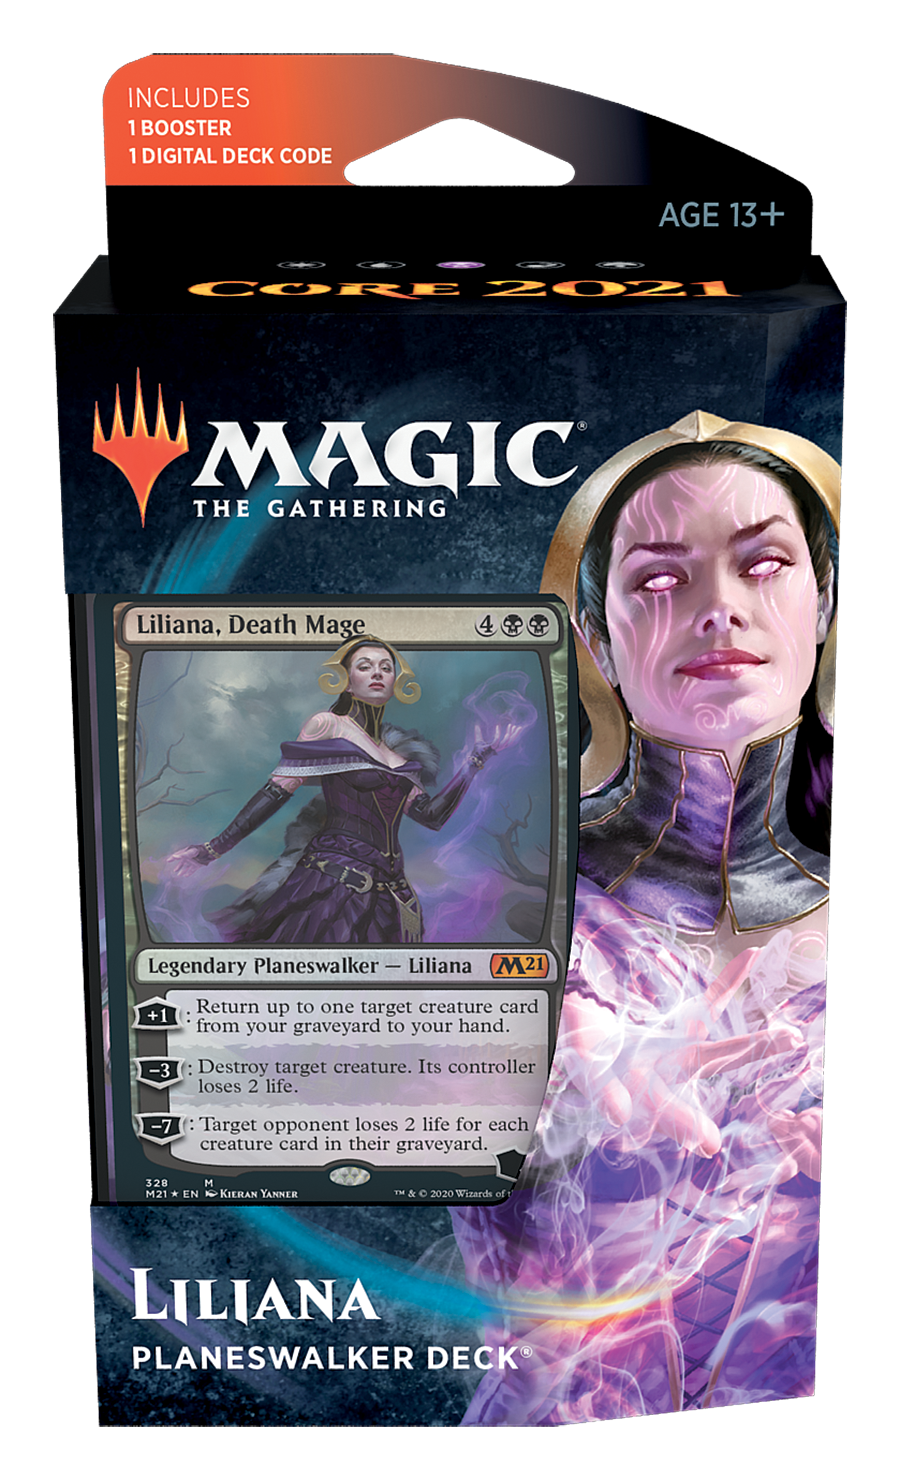 INCLUDES
1 BOOSTER
1 DIGITAL DECK CODE
AGE 13+
CORE 2021
MAGIC®
THE GATHERING
Liliana, Death Mage 4
Legendary Planeswalker — Liliana M21
+1 : Return up to one target creature card
from your graveyard to your hand.
−3 : Destroy target creature. Its controller
loses 2 life.
−7 : Target opponent loses 2 life for each
creature card in their graveyard.
328 M
M21 ★ EN KIERAN YANNER ™ & © 2020 Wizards of
LILIANA
PLANESWALKER DECK®